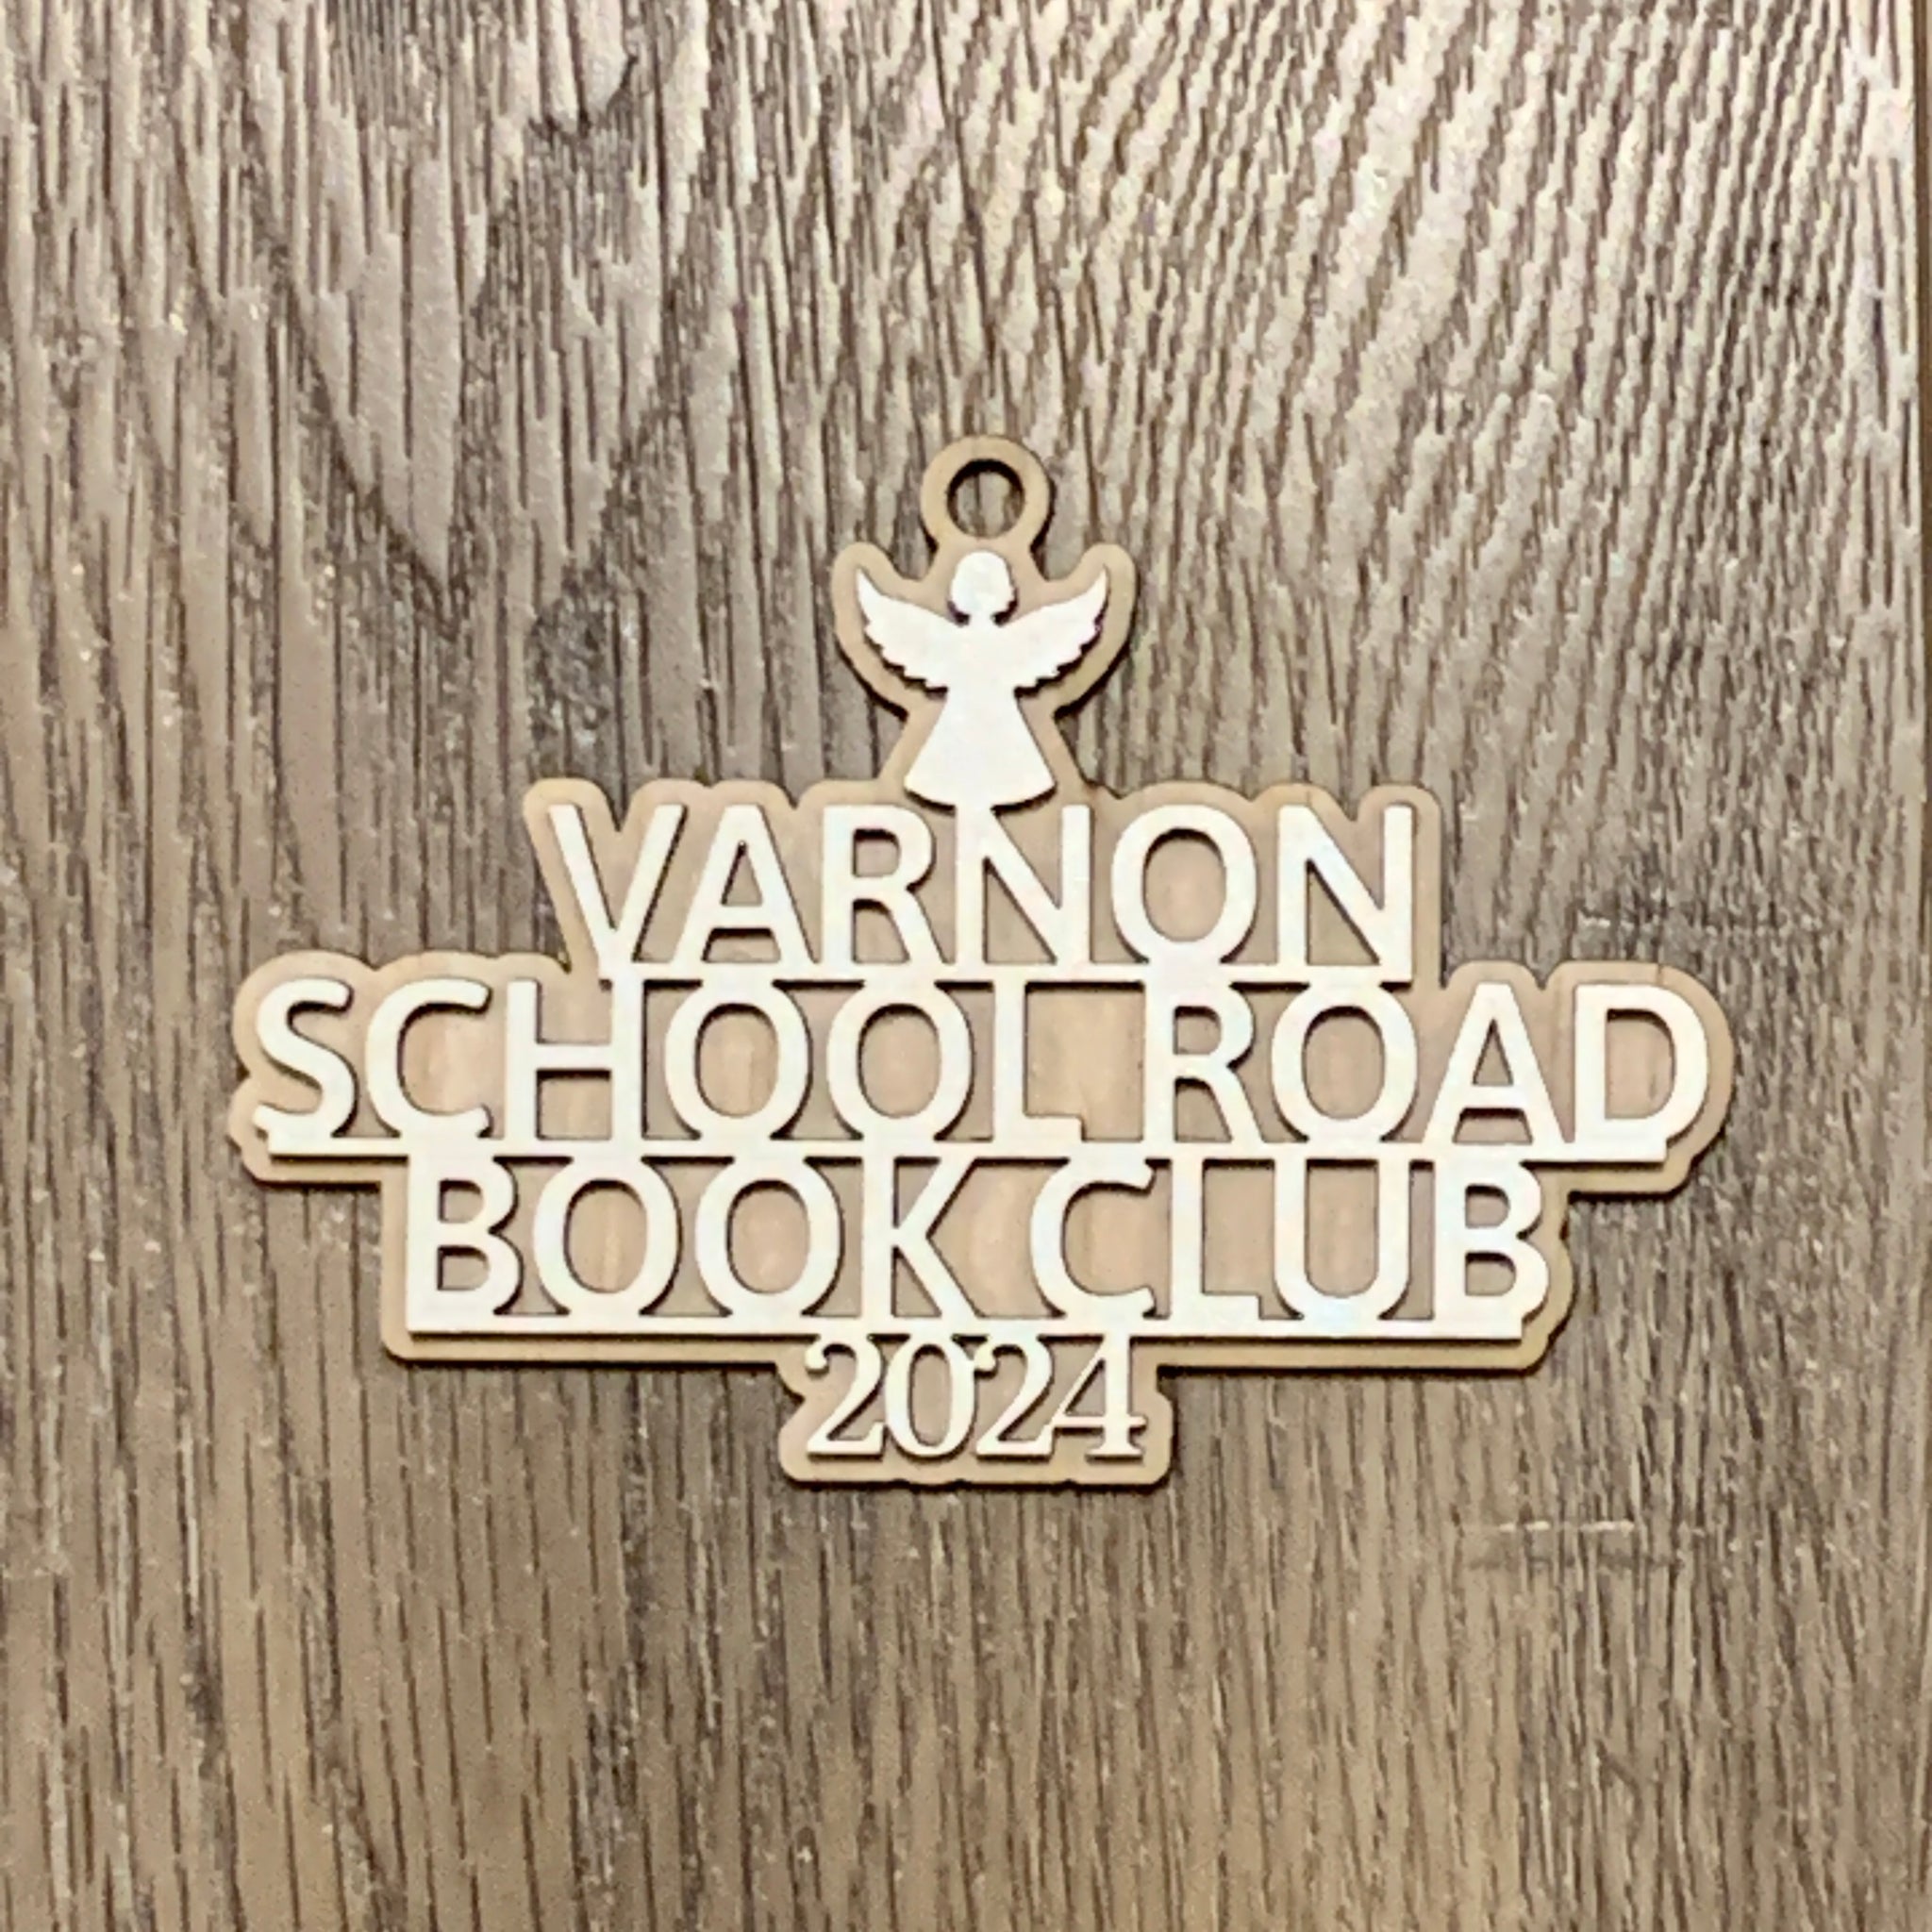 VARNON
SCHOOL ROAD
BOOK CLUB
2024